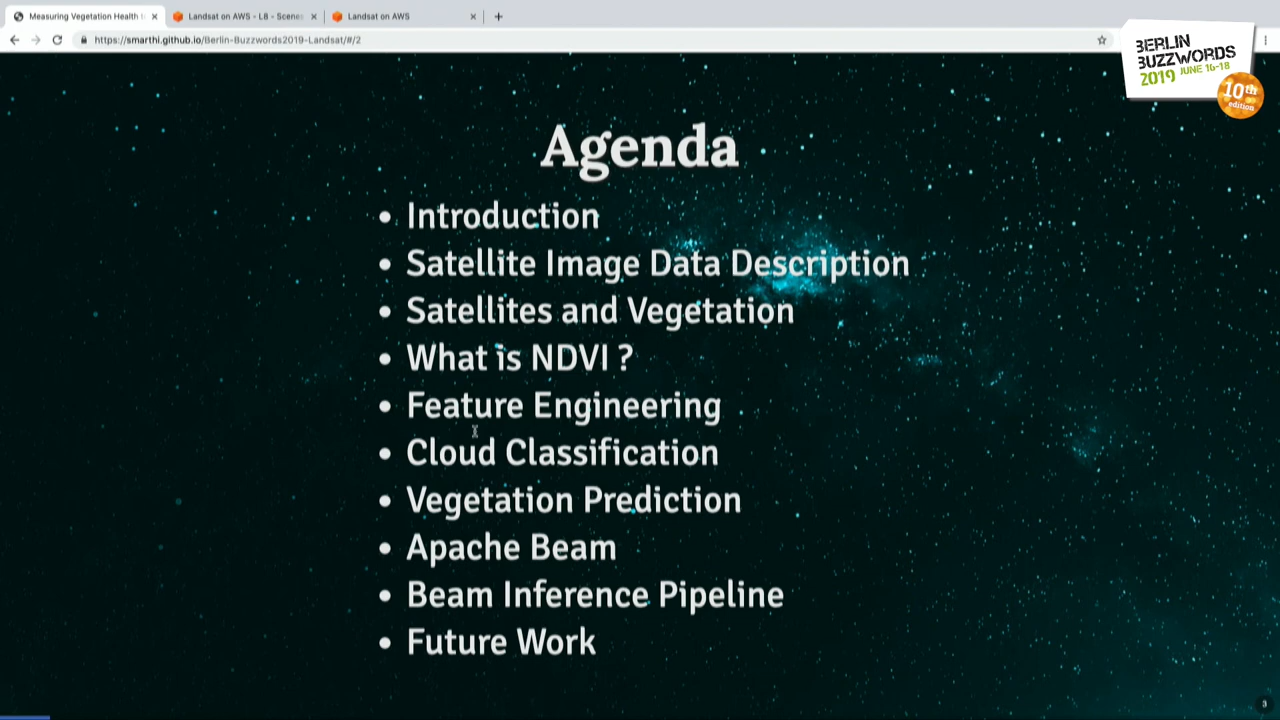 Measuring Vegetation Health t
Landsat on AWS - L8 - Scenes
Landsat on AWS
https://smarthi.github.io/Berlin-Buzzwords2019-Landsat/#/2
BERLIN
BUZZWORDS
2019 JUNE 16-18
10th
edition
Agenda
• Introduction
• Satellite Image Data Description
• Satellites and Vegetation
• What is NDVI ?
• Feature Engineering
• Cloud Classification
• Vegetation Prediction
• Apache Beam
• Beam Inference Pipeline
• Future Work
3